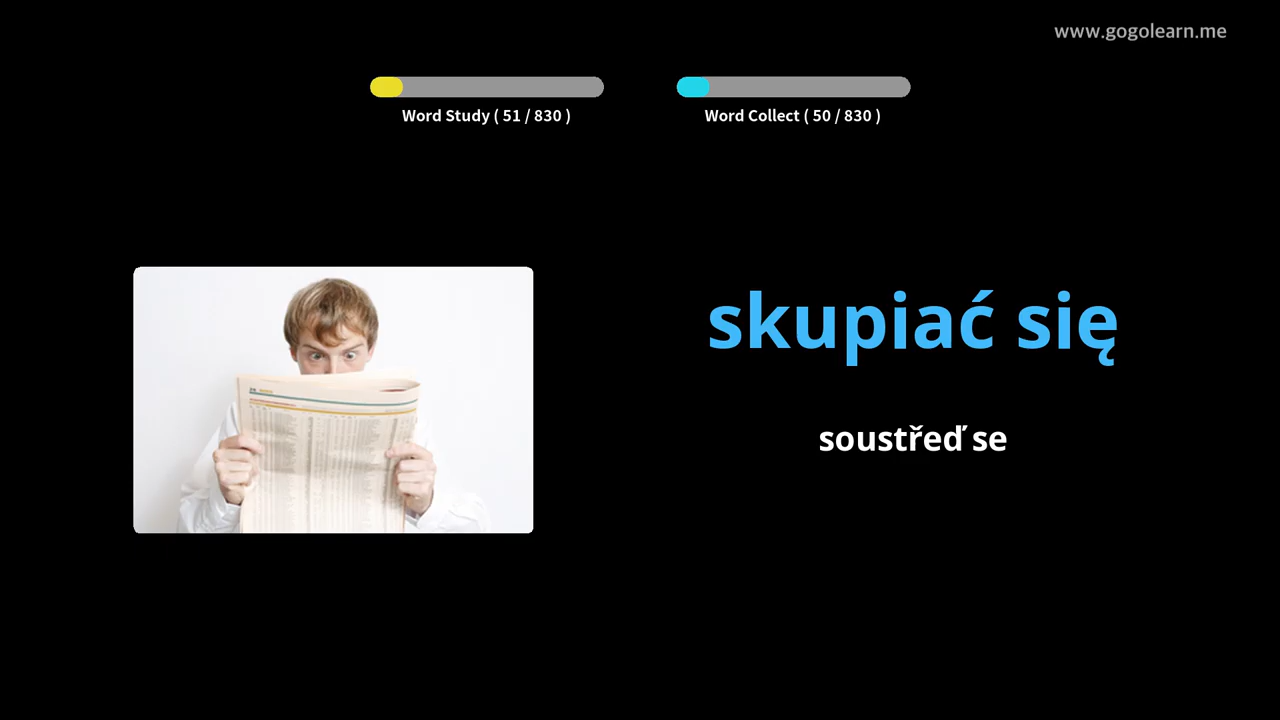 www.gogolearn.me
Word Study ( 51 / 830 )
Word Collect ( 50 / 830 )
skupiać się
soustřeď se